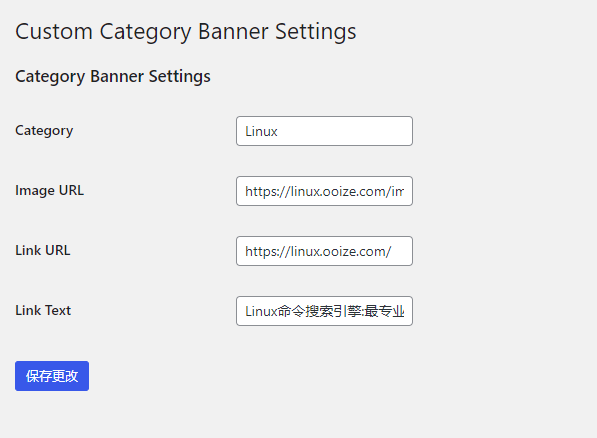 Custom Category Banner Settings
Category Banner Settings
Category
Linux
Image URL
https://linux.ooize.com/im
Link URL
https://linux.ooize.com/
Link Text
Linux命令搜索引擎:最专业
保存更改